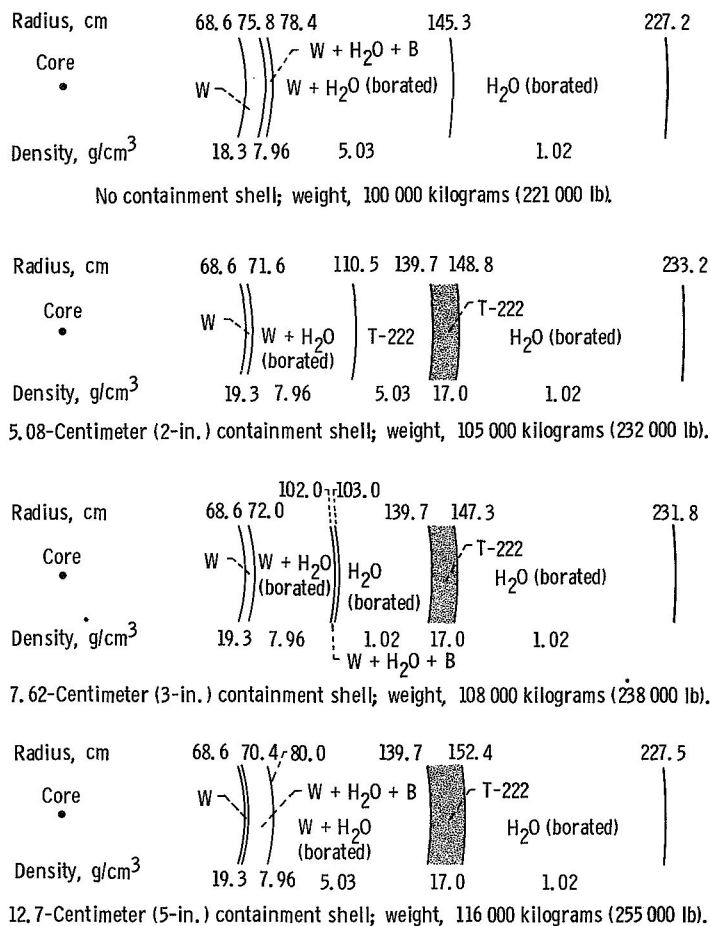 Radius, cm 68.6 75.8 78.4 145.3 227.2
W + H2O + B
Core
W W + H2O (borated) H2O (borated)
Density, g/cm3 18.3 7.96 5.03 1.02
No containment shell; weight, 100 000 kilograms (221 000 lb).
Radius, cm 68.6 71.6 110.5 139.7 148.8 233.2
Core T-222
W W + H2O (borated) T-222 H2O (borated)
Density, g/cm3 19.3 7.96 5.03 17.0 1.02
5.08-Centimeter (2-in.) containment shell; weight, 105 000 kilograms (232 000 lb).
102.0 103.0
Radius, cm 68.6 72.0 139.7 147.3 231.8
Core T-222
W W + H2O (borated) H2O (borated) H2O (borated)
Density, g/cm3 19.3 7.96 1.02 17.0 1.02
W + H2O + B
7.62-Centimeter (3-in.) containment shell; weight, 108 000 kilograms (238 000 lb).
Radius, cm 68.6 70.4 80.0 139.7 152.4 227.5
Core
W W + H2O + B T-222
W + H2O (borated) H2O (borated)
Density, g/cm3 19.3 7.96 5.03 17.0 1.02
12.7-Centimeter (5-in.) containment shell; weight, 116 000 kilograms (255 000 lb).